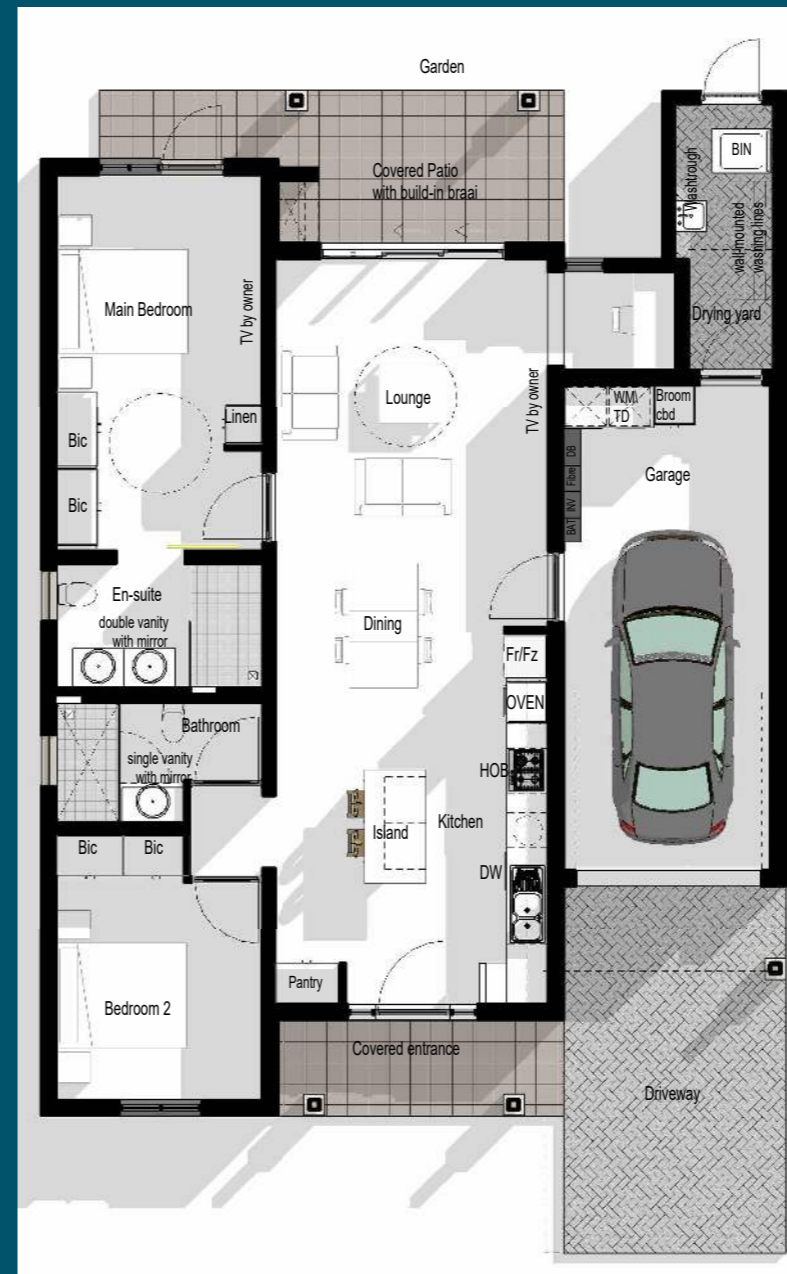 Garden
Covered Patio
with build-in braai
BIN
Washtrough
wall-mounted
washing lines
Drying yard
Main Bedroom
TV by owner
Linen
Bic
Bic
Lounge
TV by owner
WM
TD
Broom
cbd
DB
Fibre
INV
BAT
Garage
En-suite
double vanity
with mirror
Dining
Fr/Fz
OVEN
Bathroom
single vanity
with mirror
HOB
Island
Kitchen
DW
Bic
Bic
Bedroom 2
Pantry
Covered entrance
Driveway